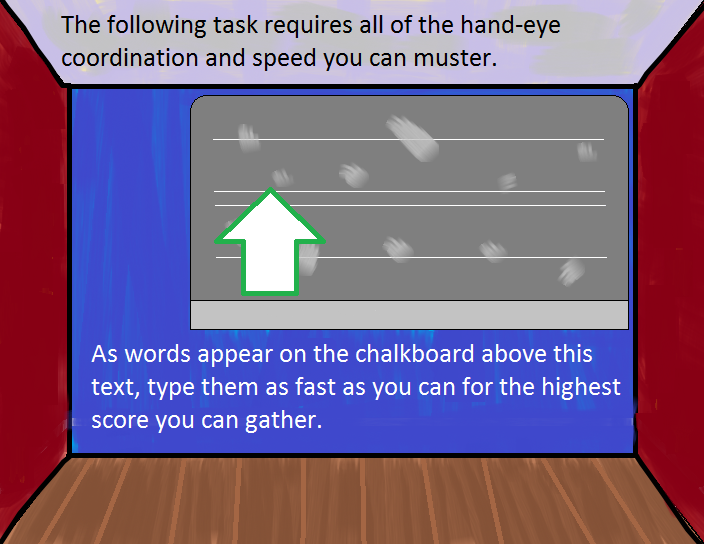 The following task requires all of the hand-eye
coordination and speed you can muster.
As words appear on the chalkboard above this
text, type them as fast as you can for the highest
score you can gather.